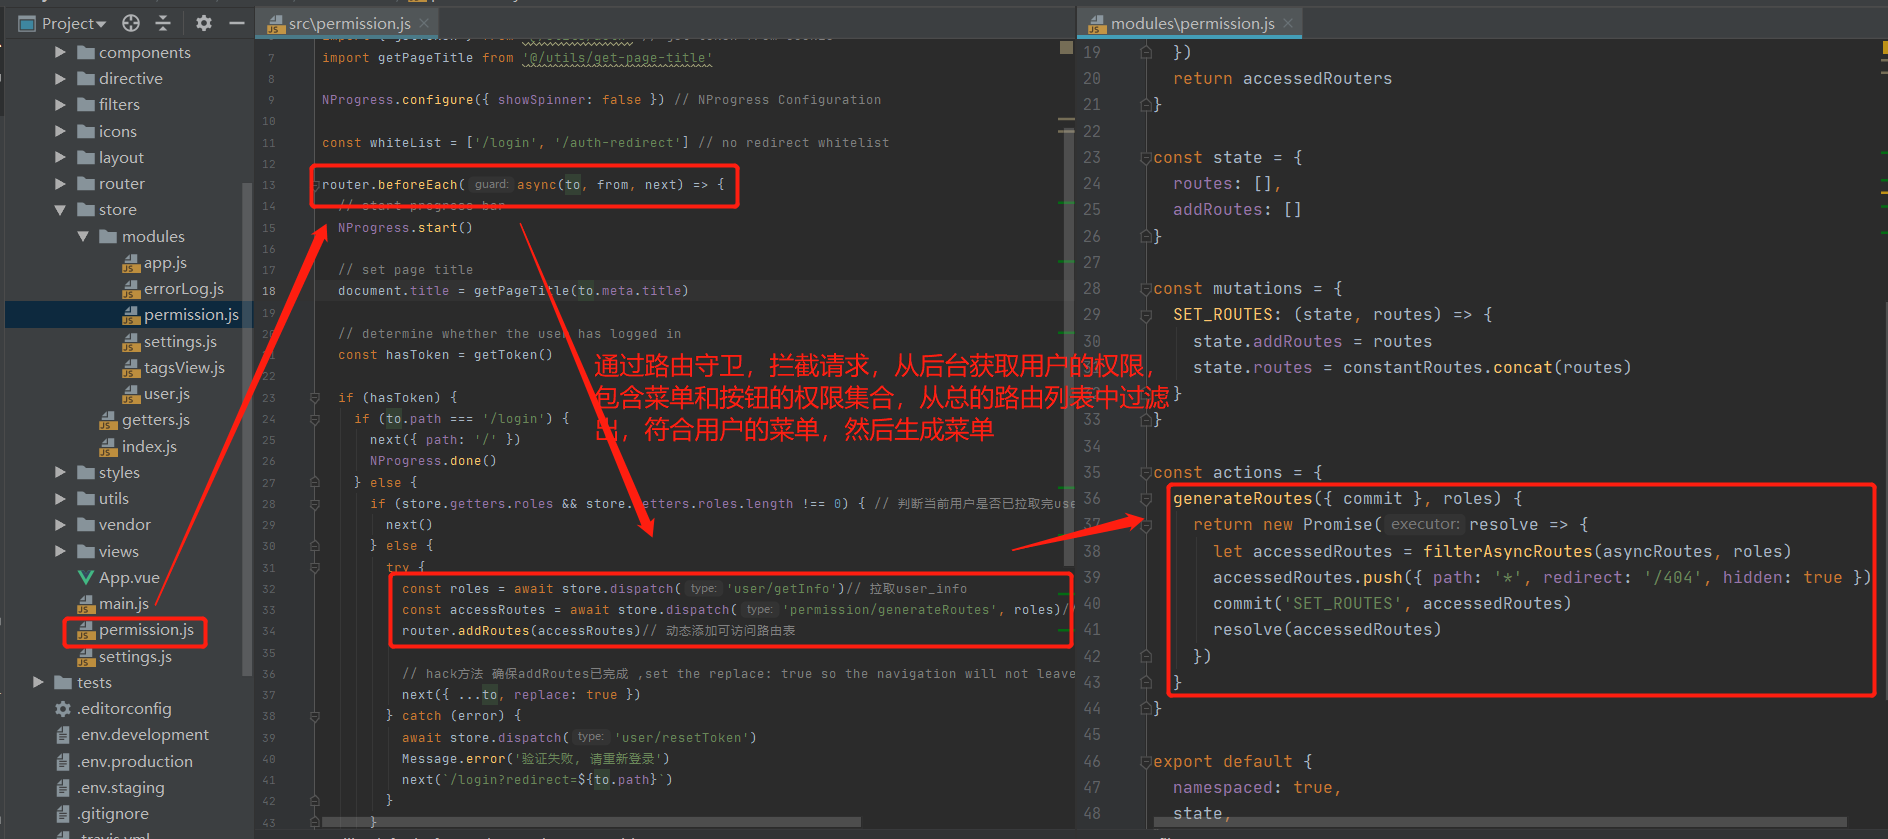 Project
src\permission.js
modules\permission.js
components
directive
filters
icons
layout
router
store
modules
app.js
errorLog.js
permission.js
settings.js
tagsView.js
user.js
getters.js
index.js
styles
utils
vendor
views
App.vue
main.js
permission.js
settings.js
tests
.editorconfig
.env.development
.env.production
.env.staging
.gitignore
.travis.yml
7 import getPageTitle from '@/utils/get-page-title'
8
9 NProgress.configure({ showSpinner: false }) // NProgress Configuration
10
11 const whiteList = ['/login', '/auth-redirect'] // no redirect whitelist
12
13 router.beforeEach( guard: async(to, from, next) => {
14 // start progress bar
15 NProgress.start()
16
17 // set page title
18 document.title = getPageTitle(to.meta.title)
19
20 // determine whether the user has logged in
21 const hasToken = getToken()
22
23 if (hasToken) {
24 if (to.path === '/login') {
25 next({ path: '/' })
26 NProgress.done()
27 } else {
28 if (store.getters.roles && store.getters.roles.length !== 0) { // 判断当前用户是否已拉取完use
29 next()
30 } else {
31 try {
32 const roles = await store.dispatch( type: 'user/getInfo')// 拉取user_info
33 const accessRoutes = await store.dispatch( type: 'permission/generateRoutes', roles)//
34 router.addRoutes(accessRoutes)// 动态添加可访问路由表
35
36 // hack方法 确保addRoutes已完成 ,set the replace: true so the navigation will not leave
37 next({ ...to, replace: true })
38 } catch (error) {
39 await store.dispatch( type: 'user/resetToken')
40 Message.error('验证失败, 请重新登录')
41 next(`/login?redirect=${to.path}`)
42 }
43 }
通过路由守卫，拦截请求，从后台获取用户的权限，
包含菜单和按钮的权限集合，从总的路由列表中过滤
出，符合用户的菜单，然后生成菜单
19 })
20 return accessedRouters
21 }
22
23 const state = {
24 routes: [],
25 addRoutes: []
26 }
27
28 const mutations = {
29 SET_ROUTES: (state, routes) => {
30 state.addRoutes = routes
31 state.routes = constantRoutes.concat(routes)
32 }
33 }
34
35 const actions = {
36 generateRoutes({ commit }, roles) {
37 return new Promise( executor: resolve => {
38 let accessedRoutes = filterAsyncRoutes(asyncRoutes, roles)
39 accessedRoutes.push({ path: '*', redirect: '/404', hidden: true })
40 commit('SET_ROUTES', accessedRoutes)
41 resolve(accessedRoutes)
42 })
43 }
44 }
45
46 export default {
47 namespaced: true,
48 state,